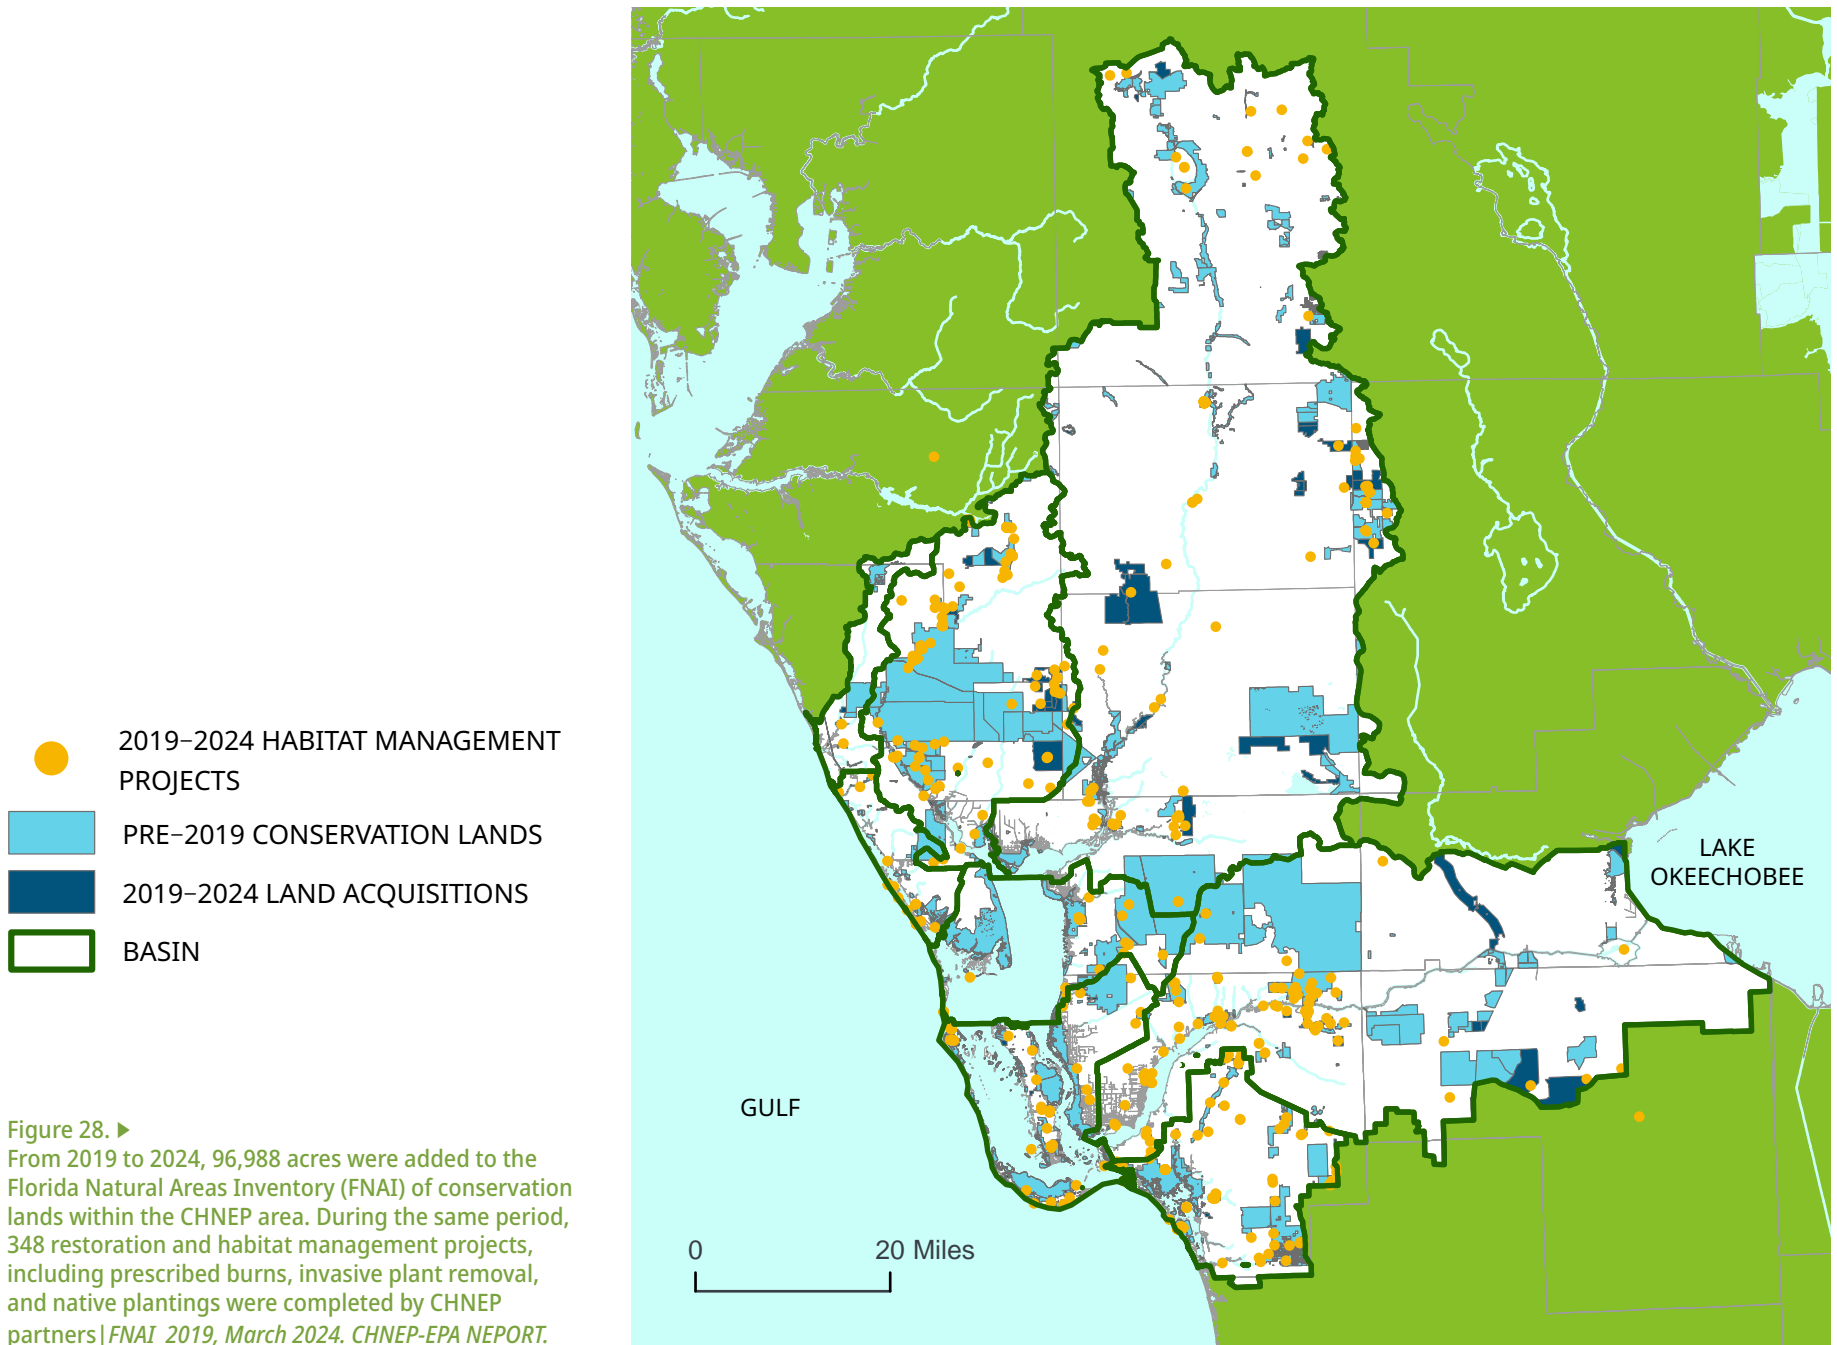 2019–2024 HABITAT MANAGEMENT
PROJECTS
PRE–2019 CONSERVATION LANDS
2019–2024 LAND ACQUISITIONS
BASIN
LAKE
OKEECHOBEE
GULF
0 20 Miles
Figure 28. ▶
From 2019 to 2024, 96,988 acres were added to the
Florida Natural Areas Inventory (FNAI) of conservation
lands within the CHNEP area. During the same period,
348 restoration and habitat management projects,
including prescribed burns, invasive plant removal,
and native plantings were completed by CHNEP
partners|FNAI 2019, March 2024. CHNEP-EPA NEPORT.